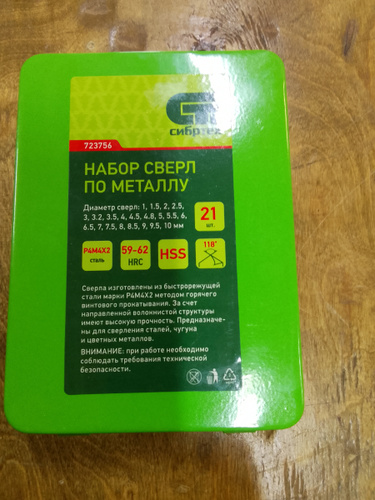 сибртех
723756
НАБОР СВЕРЛ
ПО МЕТАЛЛУ
Диаметр сверл: 1, 1.5, 2, 2.5,
3, 3.2, 3.5, 4, 4.5, 4.8, 5, 5.5, 6,
6.5, 7, 7.5, 8, 8.5, 9, 9.5, 10 мм
21
шт.
Р4М4Х2
сталь
59-62
HRC
HSS
118°
Сверла изготовлены из быстрорежущей
стали марки Р4М4Х2 методом горячего
винтового прокатывания. За счет
направленной волокнистой структуры
имеют высокую прочность. Предназначе-
ны для сверления сталей, чугуна
и цветных металлов.
ВНИМАНИЕ: при работе необходимо
соблюдать требования технической
безопасности.